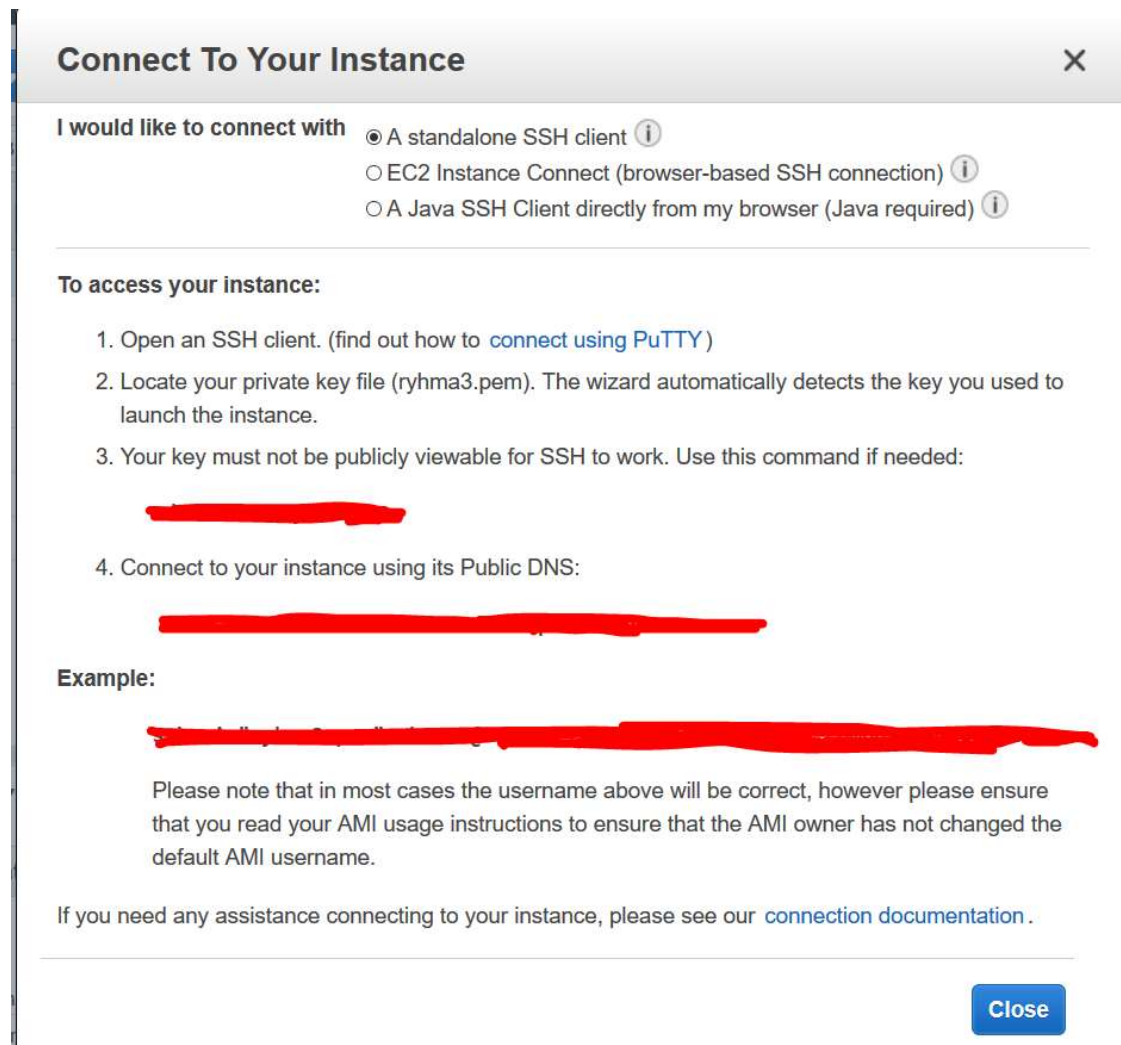 Connect To Your Instance
I would like to connect with
A standalone SSH client
EC2 Instance Connect (browser-based SSH connection)
A Java SSH Client directly from my browser (Java required)
To access your instance:
1. Open an SSH client. (find out how to connect using PuTTY)
2. Locate your private key file (ryhma3.pem). The wizard automatically detects the key you used to
launch the instance.
3. Your key must not be publicly viewable for SSH to work. Use this command if needed:
4. Connect to your instance using its Public DNS:
Example:
Please note that in most cases the username above will be correct, however please ensure
that you read your AMI usage instructions to ensure that the AMI owner has not changed the
default AMI username.
If you need any assistance connecting to your instance, please see our connection documentation.
Close